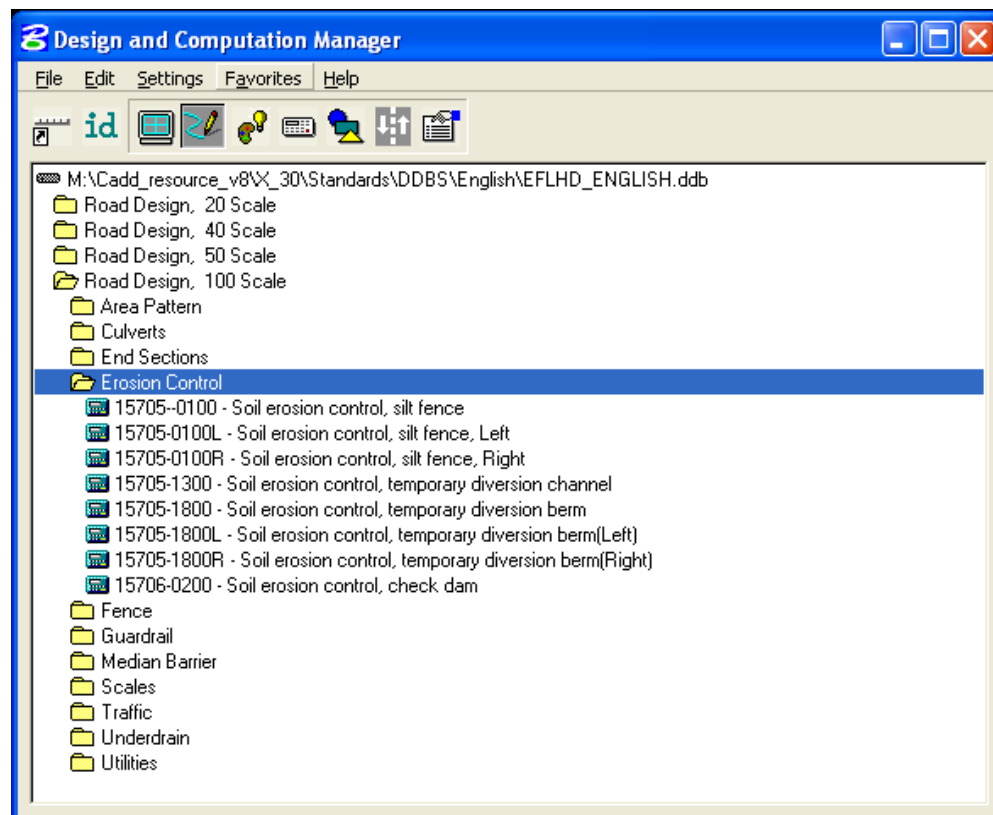 Design and Computation Manager
File Edit Settings Favorites Help
id
M:\Cadd_resource_v8\X_30\Standards\DDBS\English\EFLHD_ENGLISH.ddb
Road Design, 20 Scale
Road Design, 40 Scale
Road Design, 50 Scale
Road Design, 100 Scale
Area Pattern
Culverts
End Sections
Erosion Control
15705--0100 - Soil erosion control, silt fence
15705-0100L - Soil erosion control, silt fence, Left
15705-0100R - Soil erosion control, silt fence, Right
15705-1300 - Soil erosion control, temporary diversion channel
15705-1800 - Soil erosion control, temporary diversion berm
15705-1800L - Soil erosion control, temporary diversion berm(Left)
15705-1800R - Soil erosion control, temporary diversion berm(Right)
15706-0200 - Soil erosion control, check dam
Fence
Guardrail
Median Barrier
Scales
Traffic
Underdrain
Utilities